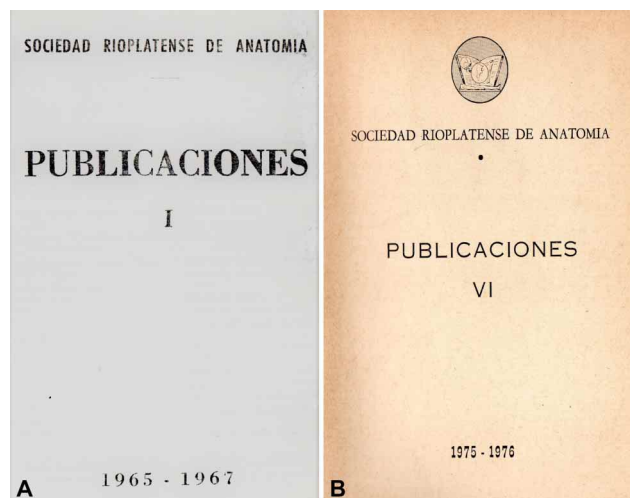 SOCIEDAD RIOPLATENSE DE ANATOMIA
PUBLICACIONES
I
1965 - 1967
A
SOCIEDAD RIOPLATENSE DE ANATOMIA
PUBLICACIONES
VI
1975 - 1976
B